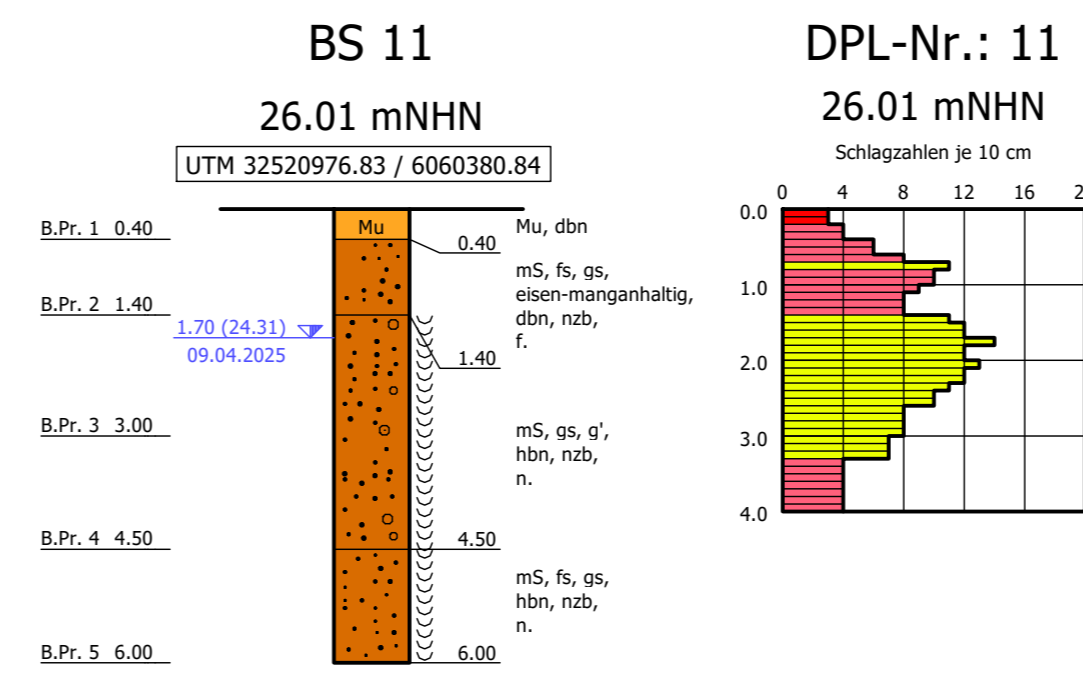 BS 11
26.01 mNHN
UTM 32520976.83 / 6060380.84
B.Pr. 1 0.40
Mu
0.40
Mu, dbn
mS, fs, gs,
eisen-manganhaltig,
dbn, nzb,
f.
B.Pr. 2 1.40
1.70 (24.31)
09.04.2025
1.40
B.Pr. 3 3.00
mS, gs, g',
hbn, nzb,
n.
B.Pr. 4 4.50
4.50
mS, fs, gs,
hbn, nzb,
n.
B.Pr. 5 6.00
6.00
DPL-Nr.: 11
26.01 mNHN
Schlagzahlen je 10 cm
0 4 8 12 16
0.0
1.0
2.0
3.0
4.0